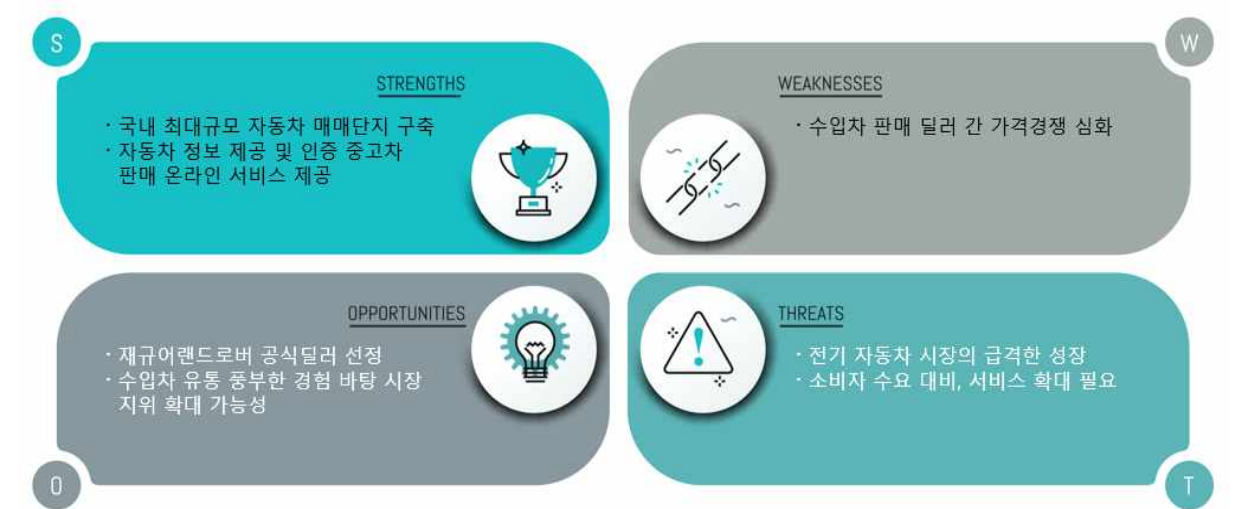 S
STRENGTHS
· 국내 최대규모 자동차 매매단지 구축
· 자동차 정보 제공 및 인증 중고차
판매 온라인 서비스 제공
W
WEAKNESSES
· 수입차 판매 딜러 간 가격경쟁 심화
OPPORTUNITIES
· 재규어랜드로버 공식딜러 선정
· 수입차 유통 풍부한 경험 바탕 시장
지위 확대 가능성
O
THREATS
· 전기 자동차 시장의 급격한 성장
· 소비자 수요 대비, 서비스 확대 필요
T